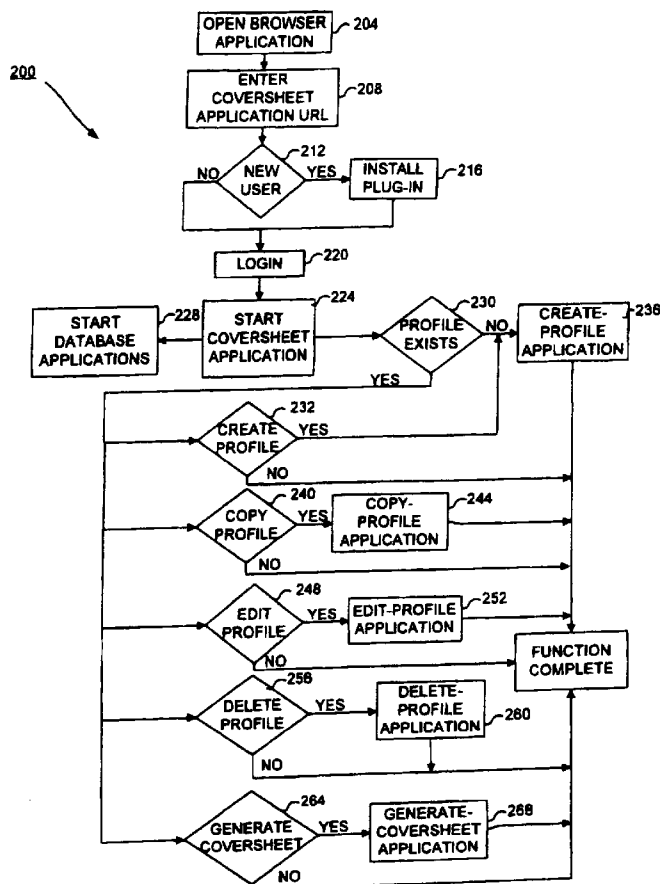 200
OPEN BROWSER
APPLICATION
204
ENTER
COVERSHEET
APPLICATION URL
208
212
NO
NEW
USER
YES
INSTALL
PLUG-IN
216
LOGIN
220
START
DATABASE
APPLICATIONS
228
224
START
COVERSHEET
APPLICATION
230
PROFILE
EXISTS
NO
YES
CREATE-
PROFILE
APPLICATION
236
232
CREATE
PROFILE
YES
NO
240
COPY
PROFILE
YES
COPY-
PROFILE
APPLICATION
244
NO
248
EDIT
PROFILE
YES
EDIT-PROFILE
APPLICATION
252
NO
FUNCTION
COMPLETE
256
DELETE
PROFILE
YES
DELETE-
PROFILE
APPLICATION
260
NO
264
GENERATE
COVERSHEET
YES
GENERATE-
COVERSHEET
APPLICATION
268
NO